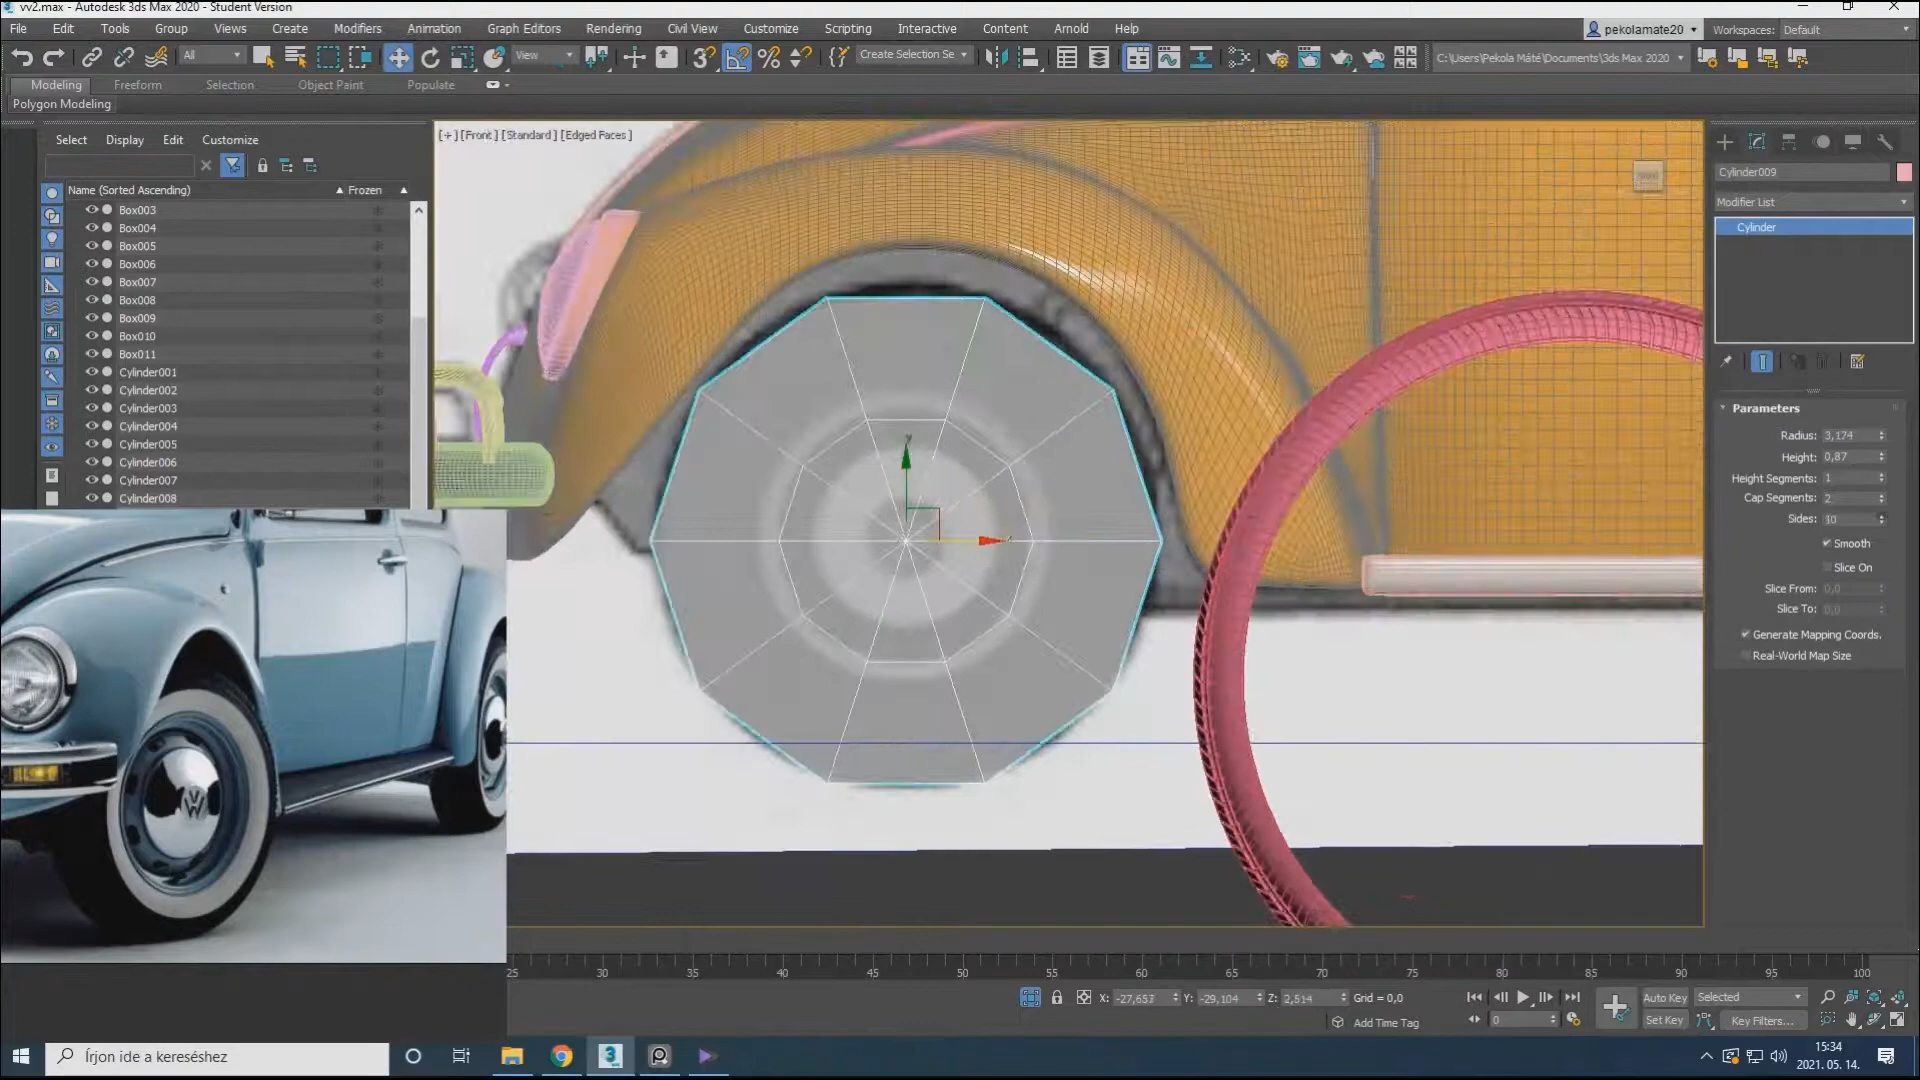 vv2.max - Autodesk 3ds Max 2020 - Student Version
File Edit Tools Group Views Create Modifiers Animation Graph Editors Rendering Civil View Customize Scripting Interactive Content Arnold Help
pekolamate20
Workspaces: Default
All
View
Create Selection Se
C:\Users\Pekola Máté\Documents\3ds Max 2020
Modeling Freeform Selection Object Paint Populate
Polygon Modeling
Select Display Edit Customize
Name (Sorted Ascending) Frozen
Box003
Box004
Box005
Box006
Box007
Box008
Box009
Box010
Box011
Cylinder001
Cylinder002
Cylinder003
Cylinder004
Cylinder005
Cylinder006
Cylinder007
Cylinder008
[+] [Front] [Standard] [Edged Faces]
y
Cylinder009
Modifier List
Cylinder
Parameters
Radius: 3,174
Height: 0,87
Height Segments: 1
Cap Segments: 2
Sides: 10
Smooth
Slice On
Slice From: 0,0
Slice To: 0,0
Generate Mapping Coords.
Real-World Map Size
25 30 35 40 45 50 55 60 65 70 75 80 85 90 95 100
X: -27,657 Y: -29,104 Z: 2,514 Grid = 0,0
Add Time Tag
0
Auto Key Selected
Set Key Key Filters...
Írjon ide a kereséshez
15:34
2021. 05. 14.